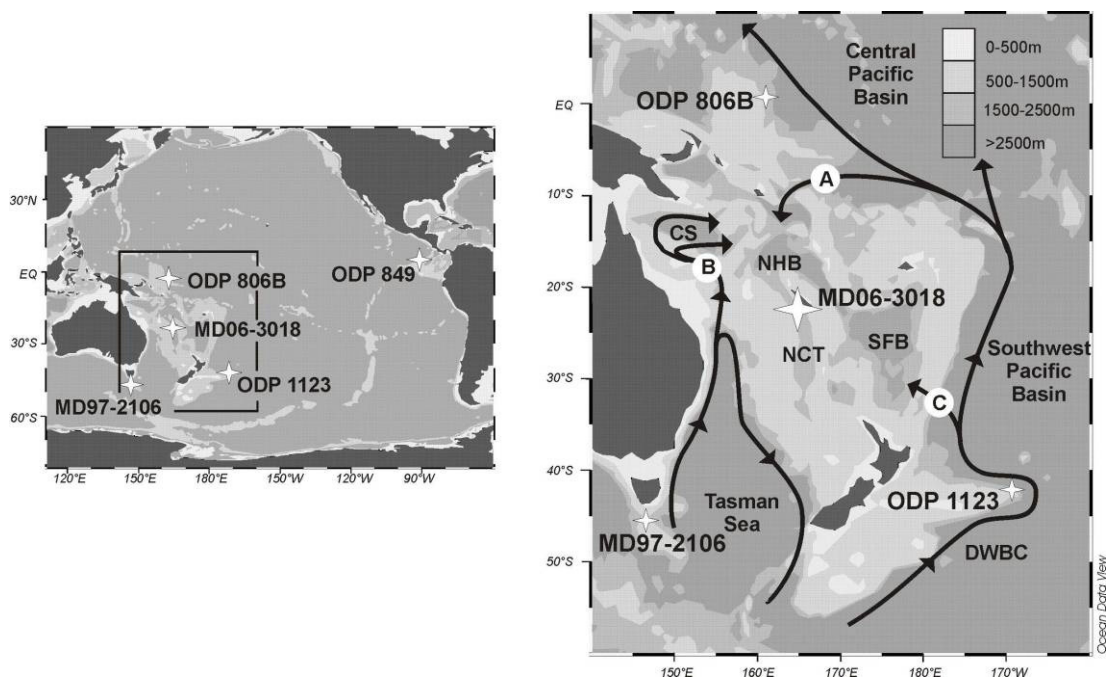 30°N
EQ
30°S
60°S
120°E
150°E
180°E
150°W
120°W
90°W
ODP 849
ODP 806B
MD06-3018
ODP 1123
MD97-2106
Central
Pacific
Basin
0-500m
500-1500m
1500-2500m
>2500m
EQ
10°S
20°S
30°S
40°S
50°S
150°E
160°E
170°E
180°E
170°W
ODP 806B
A
CS
B
NHB
MD06-3018
NCT
SFB
Southwest
Pacific
Basin
C
ODP 1123
Tasman
Sea
MD97-2106
DWBC
Ocean Data View